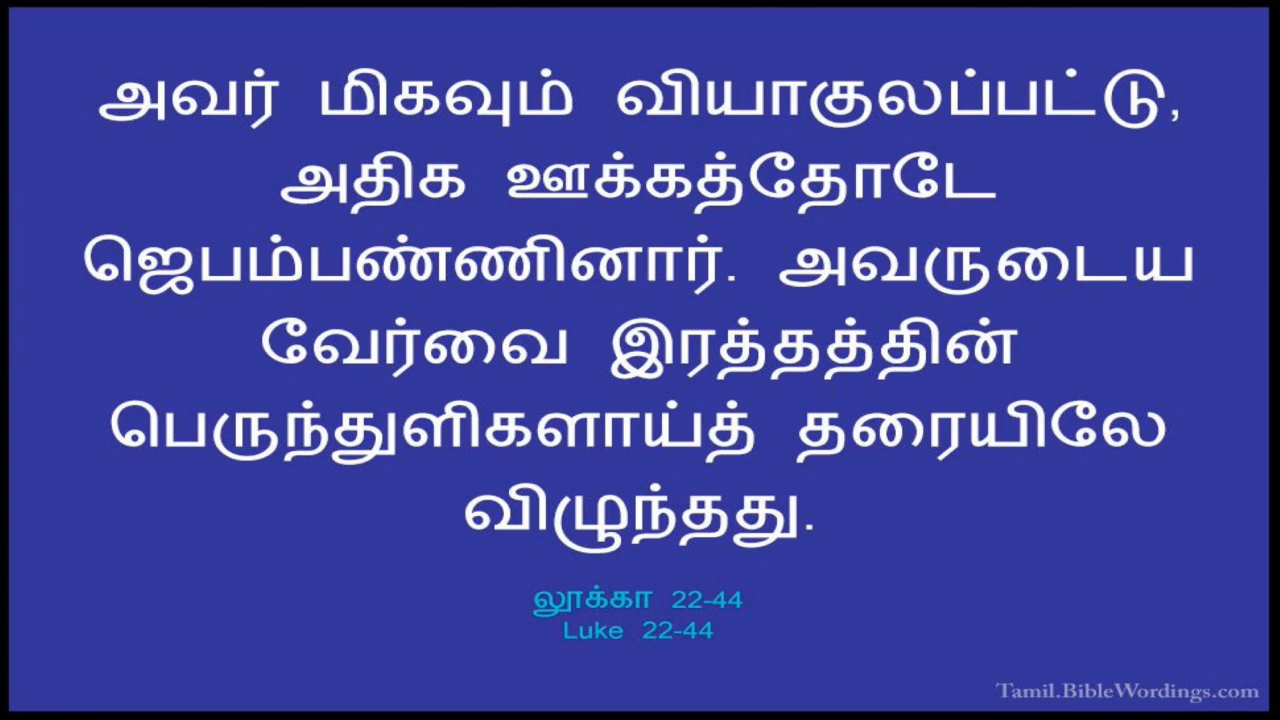 அவர் மிகவும் வியாகுலப்பட்டு,
அதிக ஊக்கத்தோடே
ஜெபம்பண்ணினார். அவருடைய
வேர்வை இரத்தத்தின்
பெருந்துளிகளாய்த் தரையிலே
விழுந்தது.
லூக்கா 22-44
Luke 22-44
Tamil.BibleWordings.com